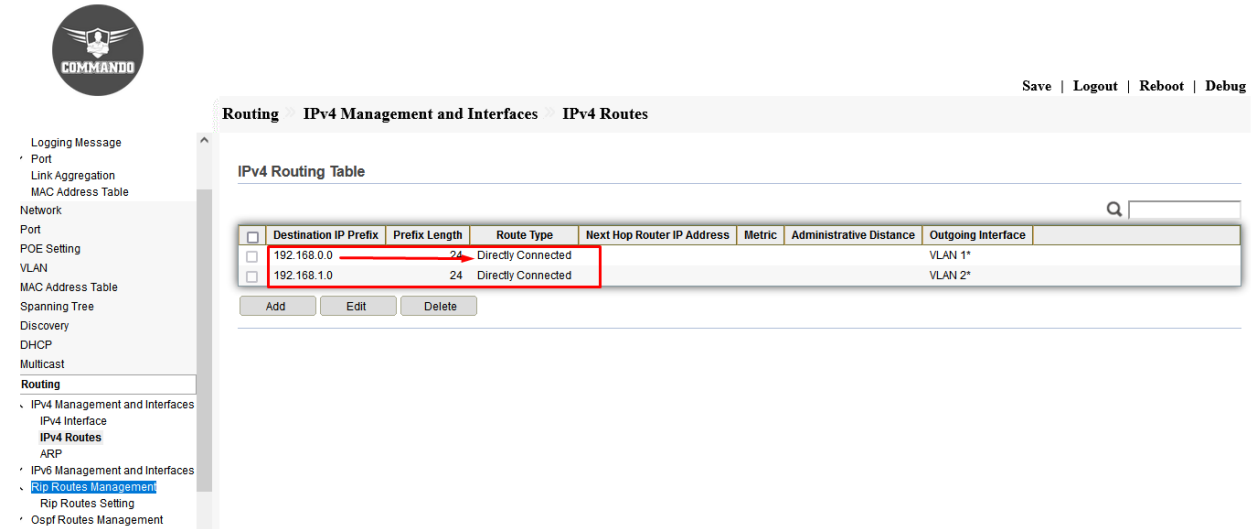 COMMANDO
Save | Logout | Reboot | Debug
Routing » IPv4 Management and Interfaces » IPv4 Routes
Logging Message
Port
Link Aggregation
MAC Address Table
Network
Port
POE Setting
VLAN
MAC Address Table
Spanning Tree
Discovery
DHCP
Multicast
Routing
IPv4 Management and Interfaces
IPv4 Interface
IPv4 Routes
ARP
IPv6 Management and Interfaces
Rip Routes Management
Rip Routes Setting
Ospf Routes Management
IPv4 Routing Table
Destination IP Prefix Prefix Length Route Type Next Hop Router IP Address Metric Administrative Distance Outgoing Interface
192.168.0.0 24 Directly Connected VLAN 1*
192.168.1.0 24 Directly Connected VLAN 2*
Add Edit Delete